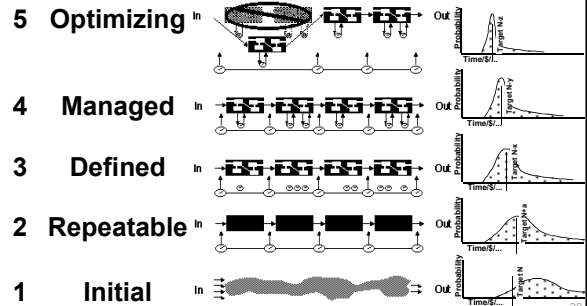 5 Optimizing In Out Probability Target N-z
Time/$/...
4 Managed In Out Probability Target N-y
Time/$/...
3 Defined In Out Probability Target N-x
Time/$/...
2 Repeatable In Out Probability Target N+a
Time/$/...
1 Initial In Out Probability Target N
Time/$/...